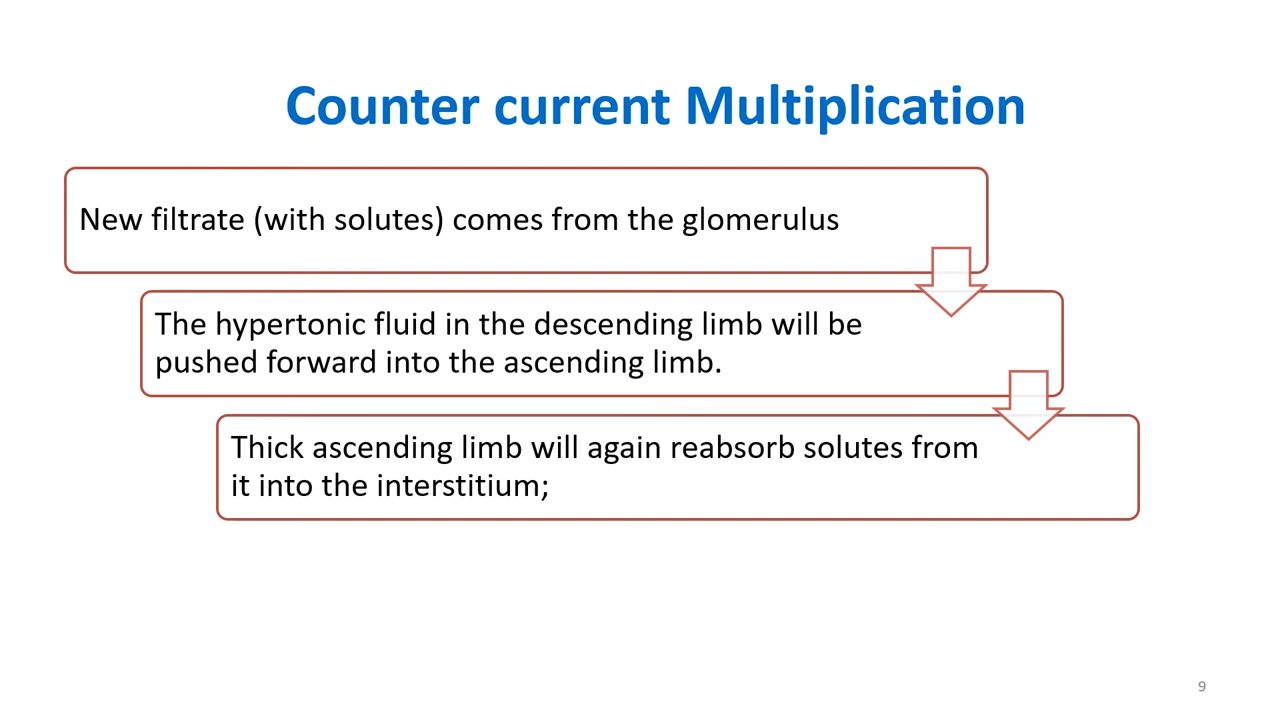 Counter current Multiplication
New filtrate (with solutes) comes from the glomerulus
The hypertonic fluid in the descending limb will be
pushed forward into the ascending limb.
Thick ascending limb will again reabsorb solutes from
it into the interstitium;
9